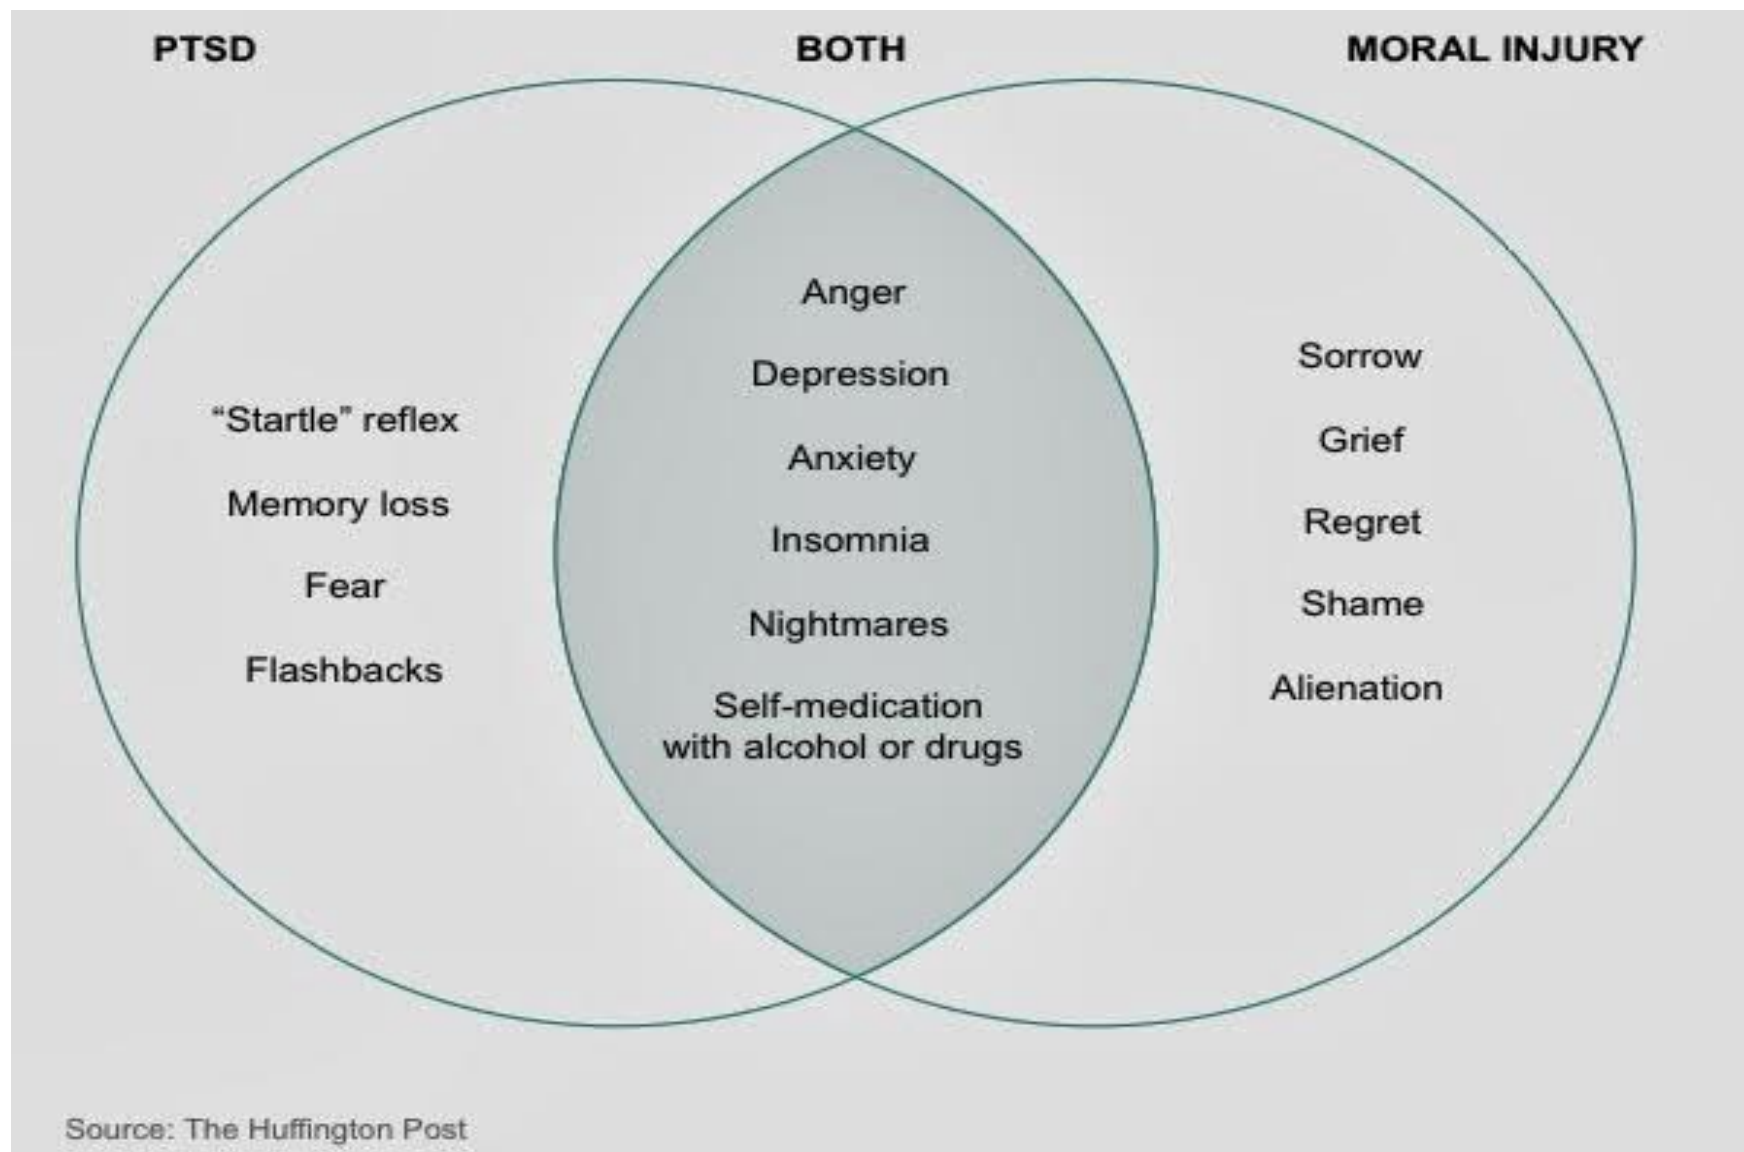 PTSD
BOTH
MORAL INJURY
“Startle” reflex
Memory loss
Fear
Flashbacks
Anger
Depression
Anxiety
Insomnia
Nightmares
Self-medication
with alcohol or drugs
Sorrow
Grief
Regret
Shame
Alienation
Source: The Huffington Post